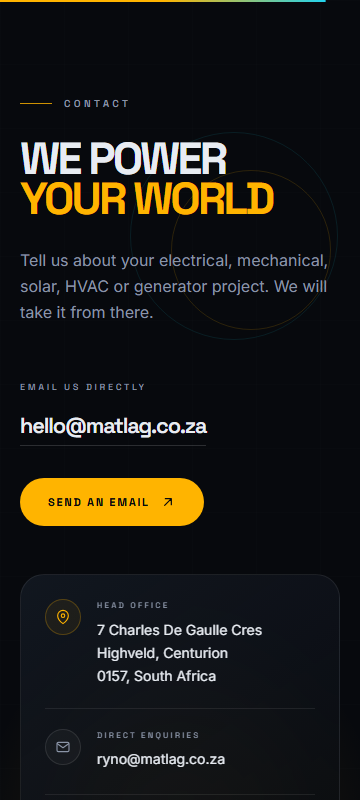 CONTACT
WE POWER
YOUR WORLD
Tell us about your electrical, mechanical,
solar, HVAC or generator project. We will
take it from there.
EMAIL US DIRECTLY
hello@matlag.co.za
SEND AN EMAIL
HEAD OFFICE
7 Charles De Gaulle Cres
Highveld, Centurion
0157, South Africa
DIRECT ENQUIRIES
ryno@matlag.co.za